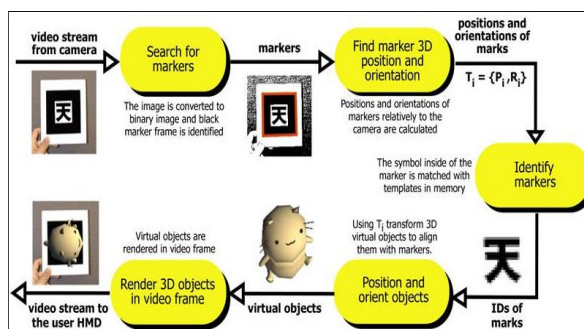 video stream
from camera
Search for
markers
The image is converted to
binary image and black
marker frame is identified
天
markers
天
Find marker 3D
position and
orientation
Positions and orientations of
markers relatively to the
camera are calculated
positions and
orientations of
marks
Ti = {Pi,Ri}
The symbol inside of the
marker is matched with
templates in memory
Identify
markers
天
IDs of
marks
Using Ti transform 3D
virtual objects to align
them with markers.
Position and
orient objects
virtual objects
Virtual objects are
rendered in video frame
Render 3D objects
in video frame
video stream to
the user HMD